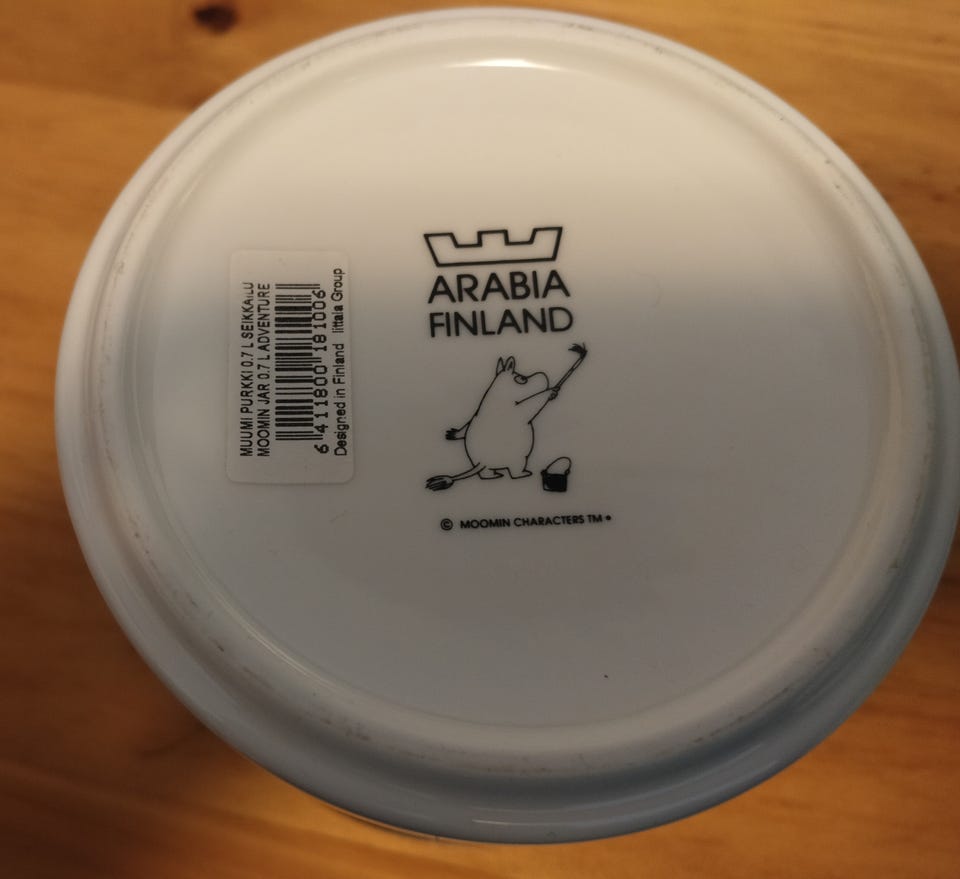 MUUMI PURKKI 0.7 L SEIKKAILU
MOOMIN JAR 0.7 L ADVENTURE
6 411800 181006
Designed in Finland Iittala Group
ARABIA
FINLAND
© MOOMIN CHARACTERS TM